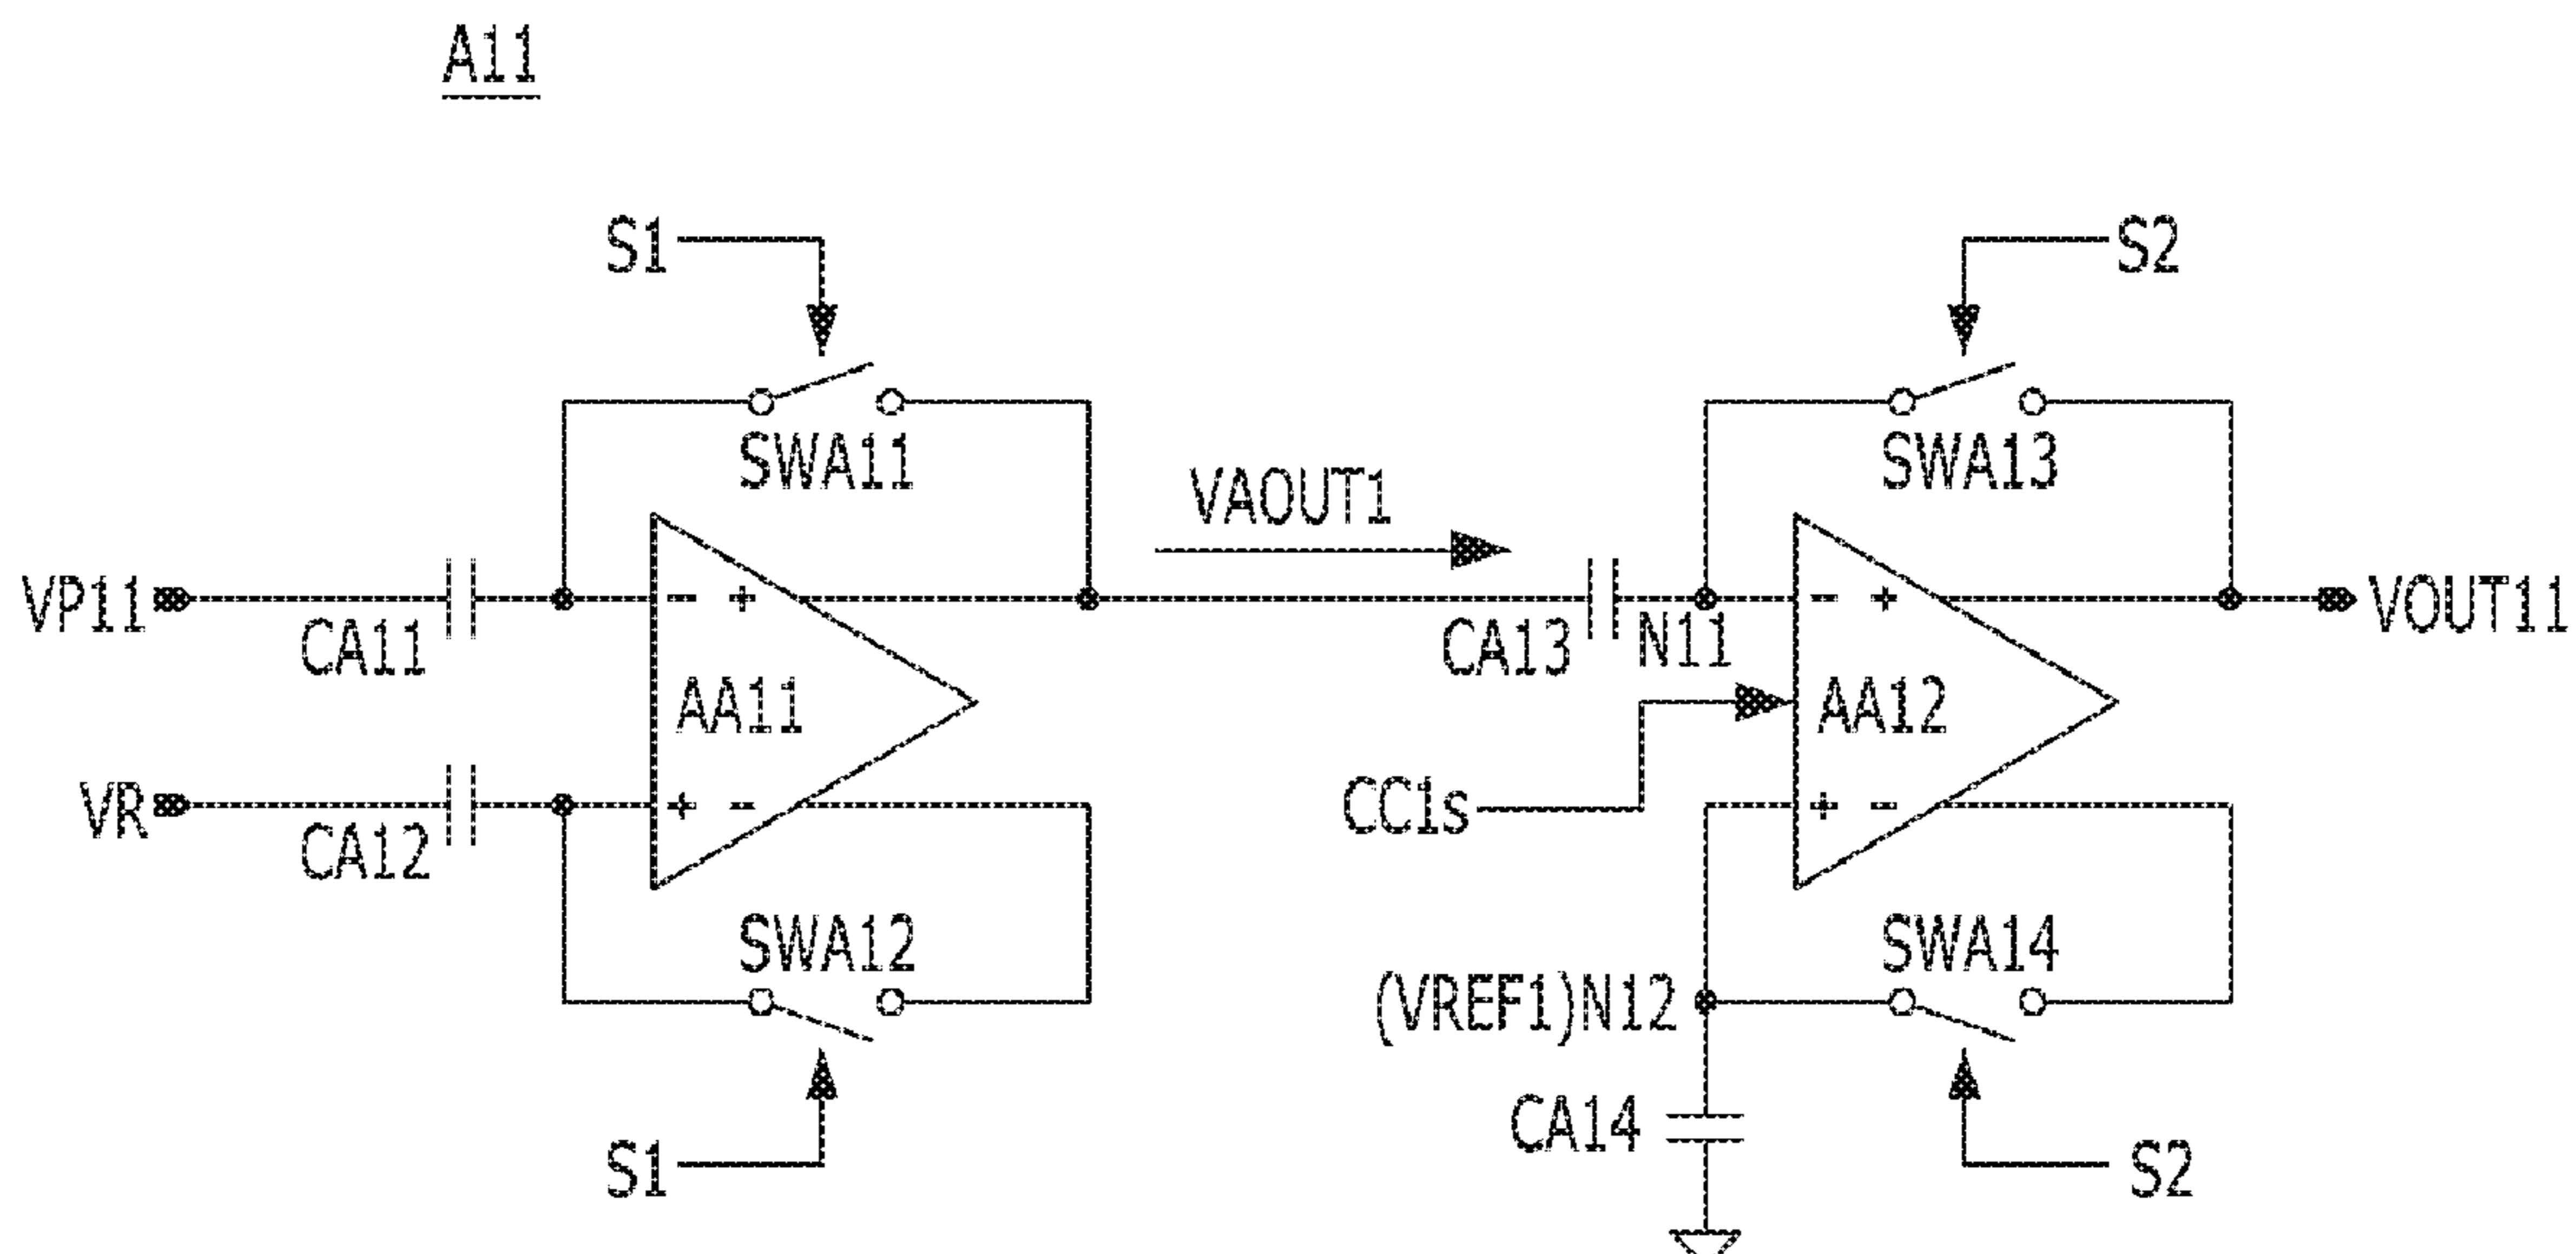 A11
S1
S2
SWA11
SWA13
VAOUT1
VP11
CA11
- +
CA13
N11
- +
VOUT11
AA11
AA12
VR
CA12
+ -
CC1s
+ -
SWA12
SWA14
(VREF1)N12
CA14
S1
S2